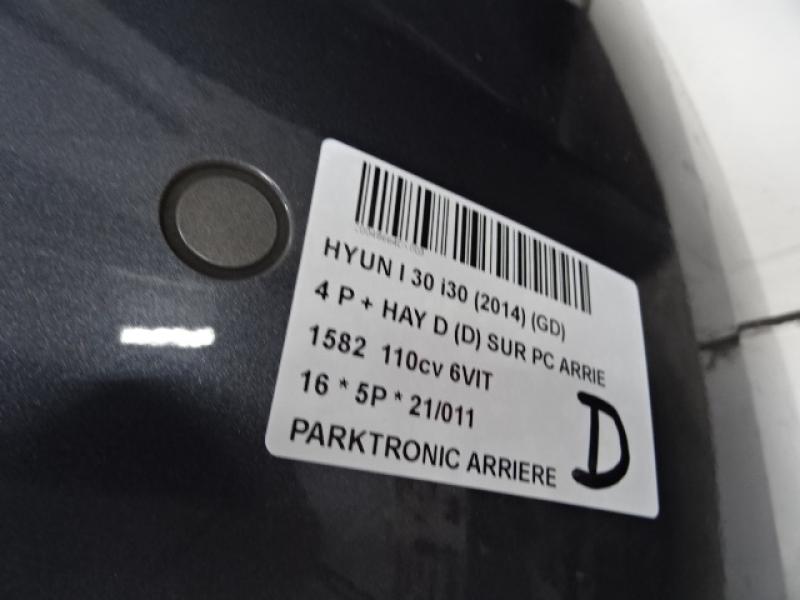 HYUN I 30 i30 (2014) (GD)
4 P + HAY D (D) SUR PC ARRIE
1582 110cv 6VIT
16 * 5P * 21/011
PARKTRONIC ARRIERE
D